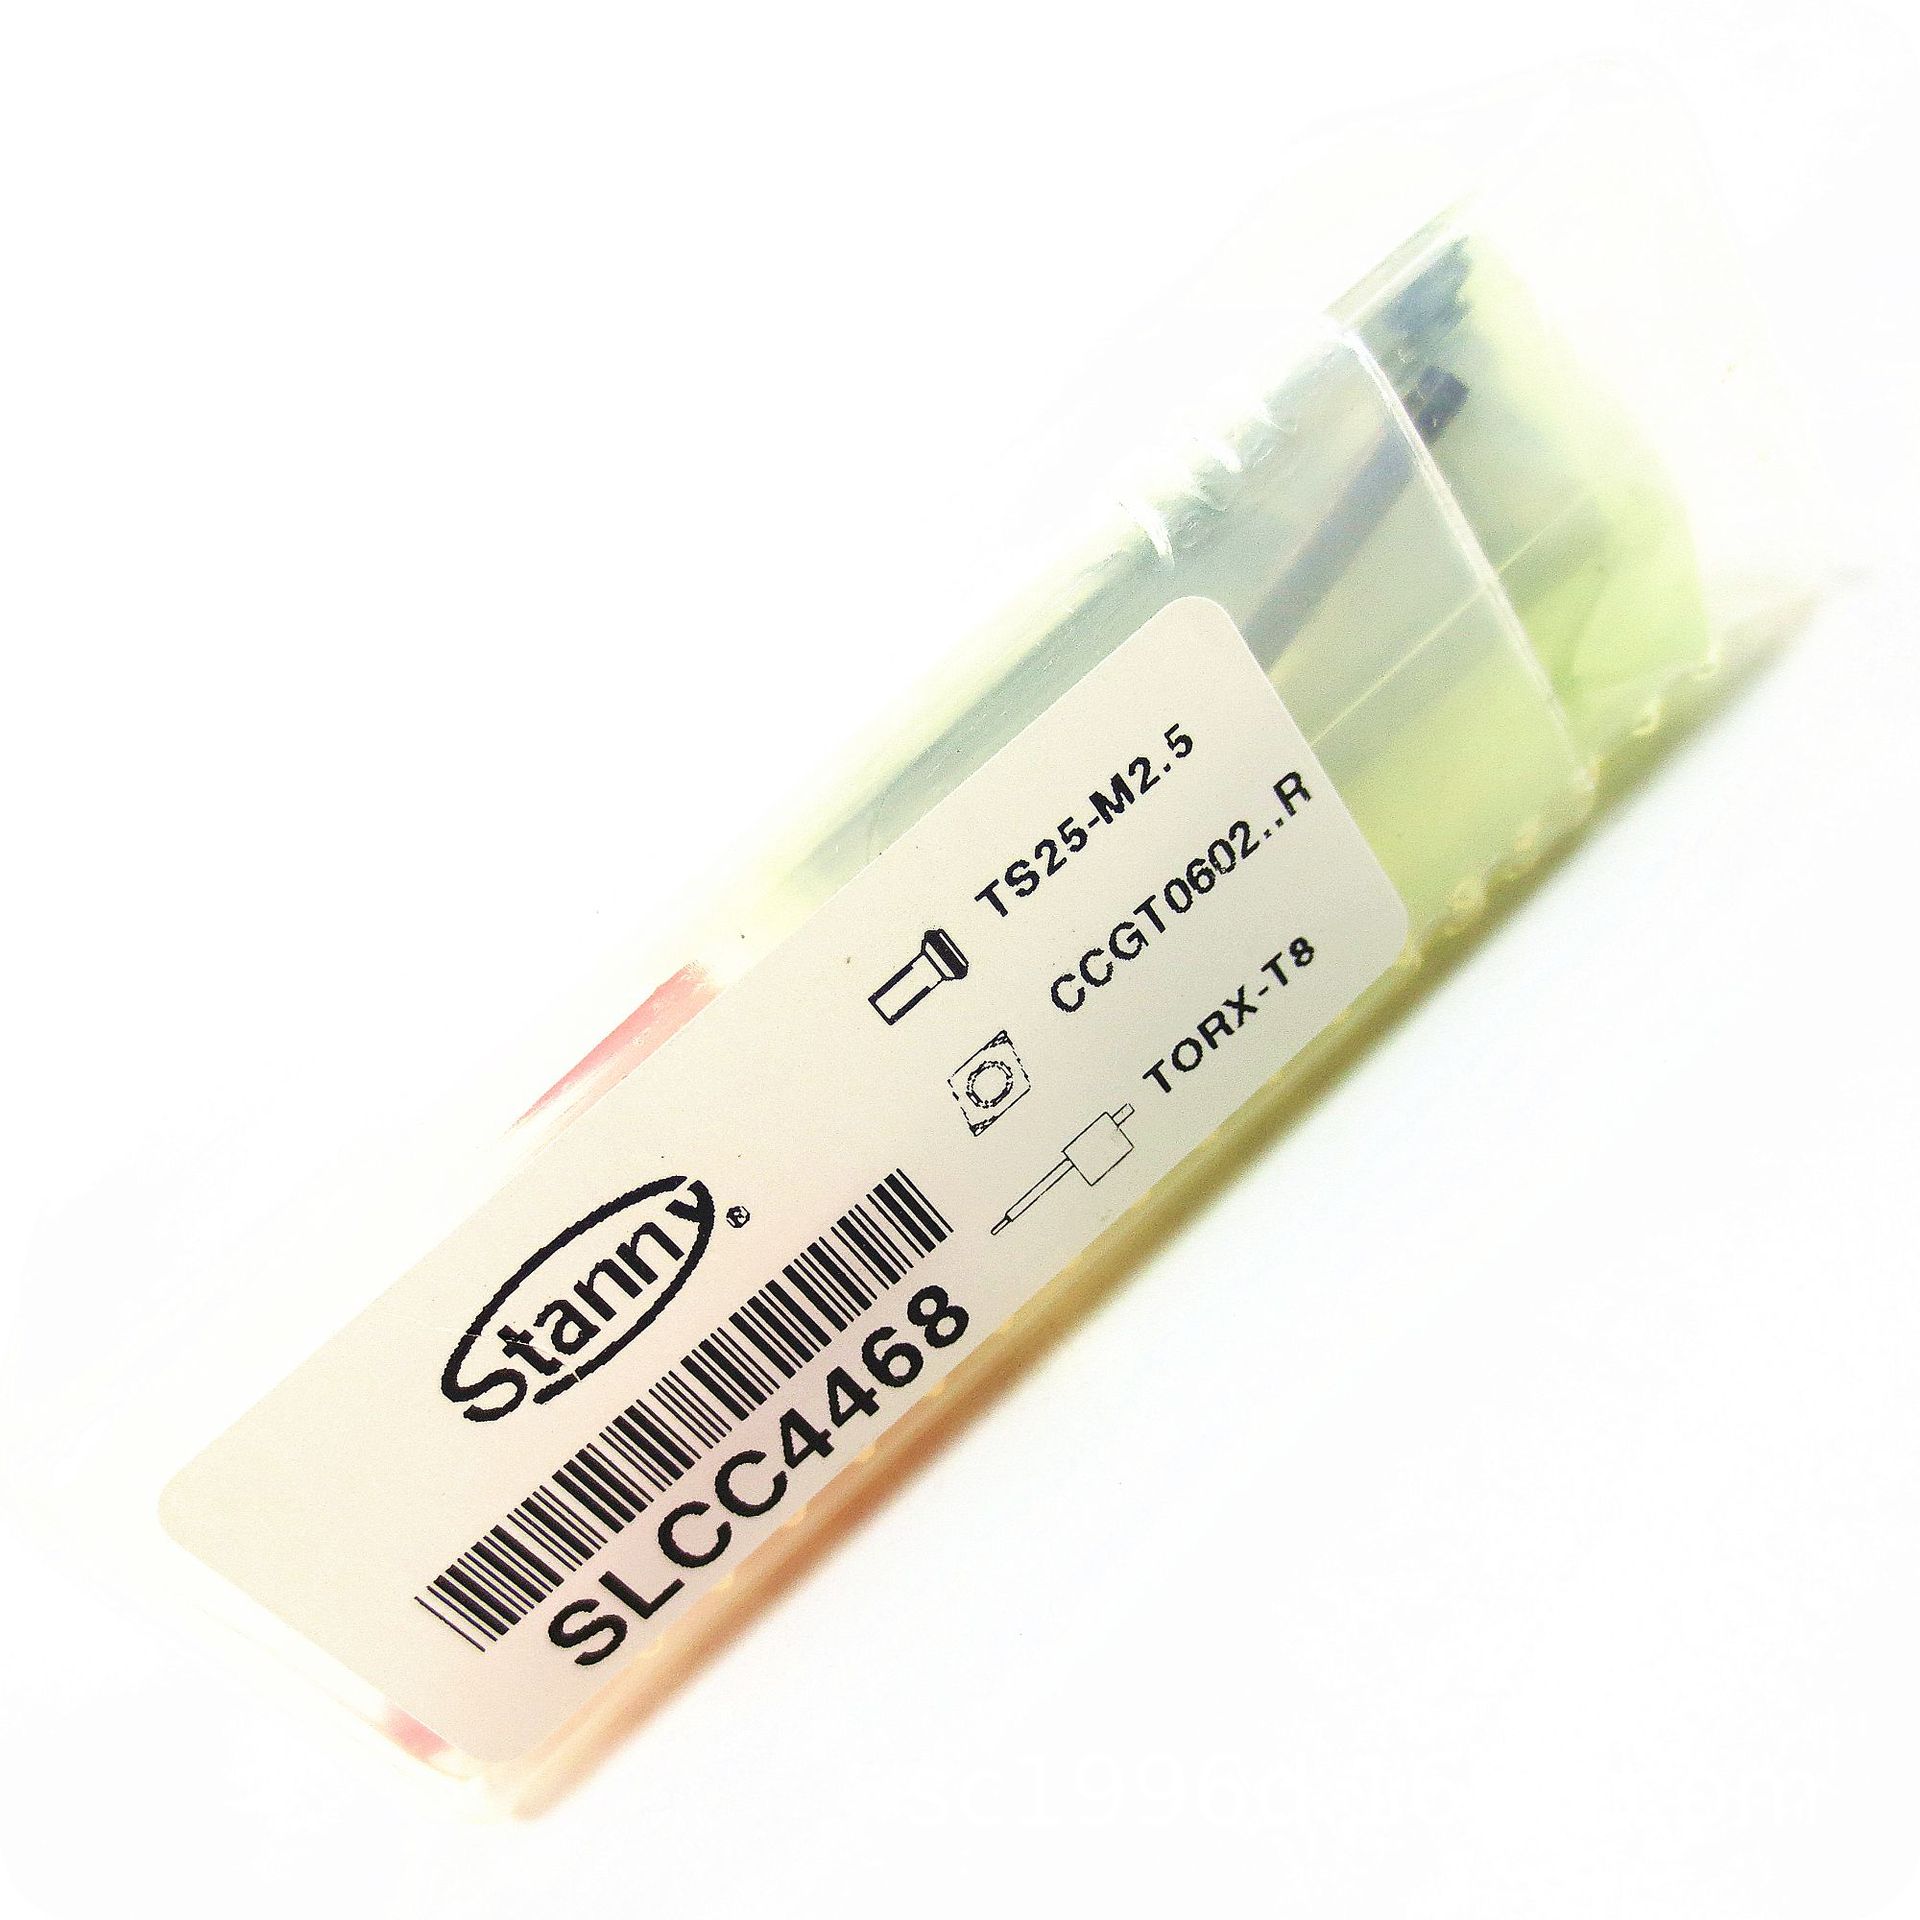 Stanny®
SLCC4468
TS25-M2.5
CCGT0602..R
TORX-T8